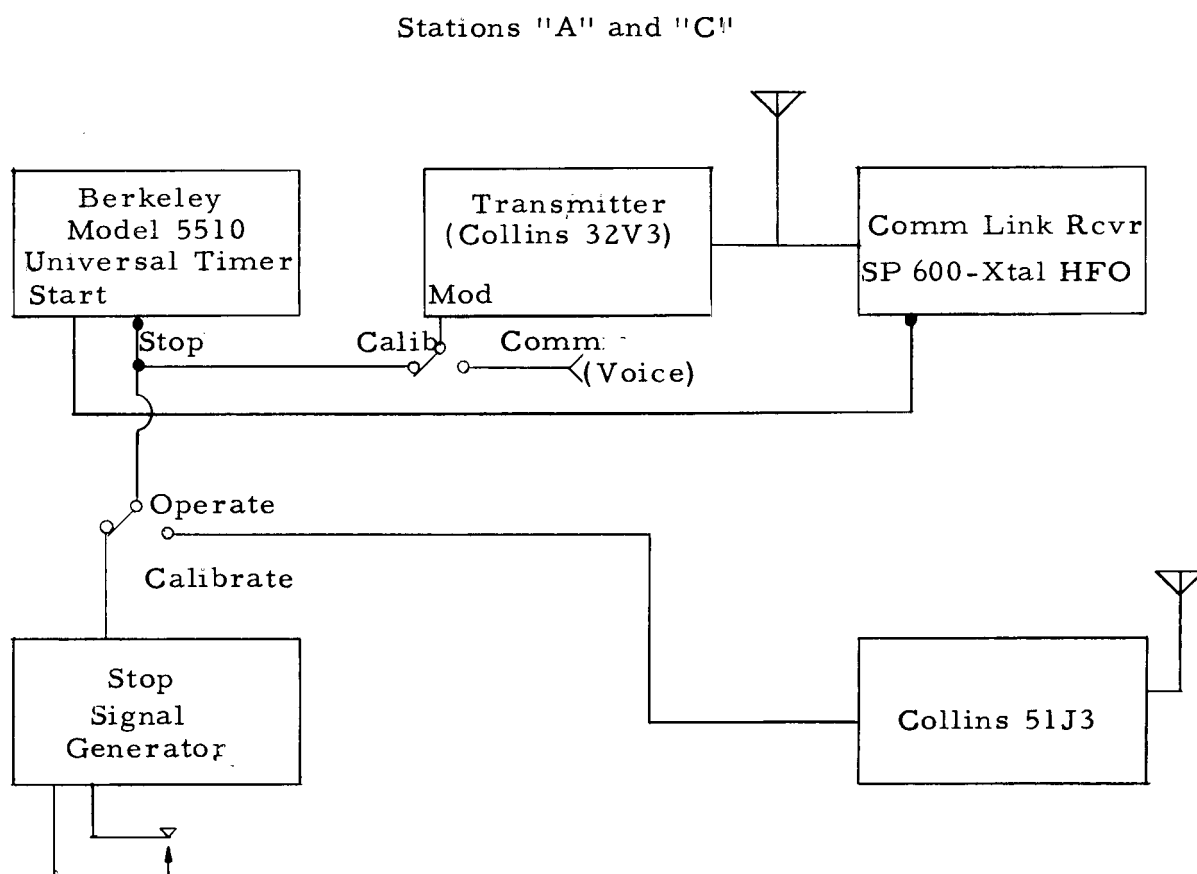 Stations "A" and "C"
Berkeley
Model 5510
Universal Timer
Start
Transmitter
(Collins 32V3)
Mod
Comm Link Rcvr
SP 600-Xtal HFO
Stop
Calib
Comm
(Voice)
Operate
Calibrate
Stop
Signal
Generator
Collins 51J3